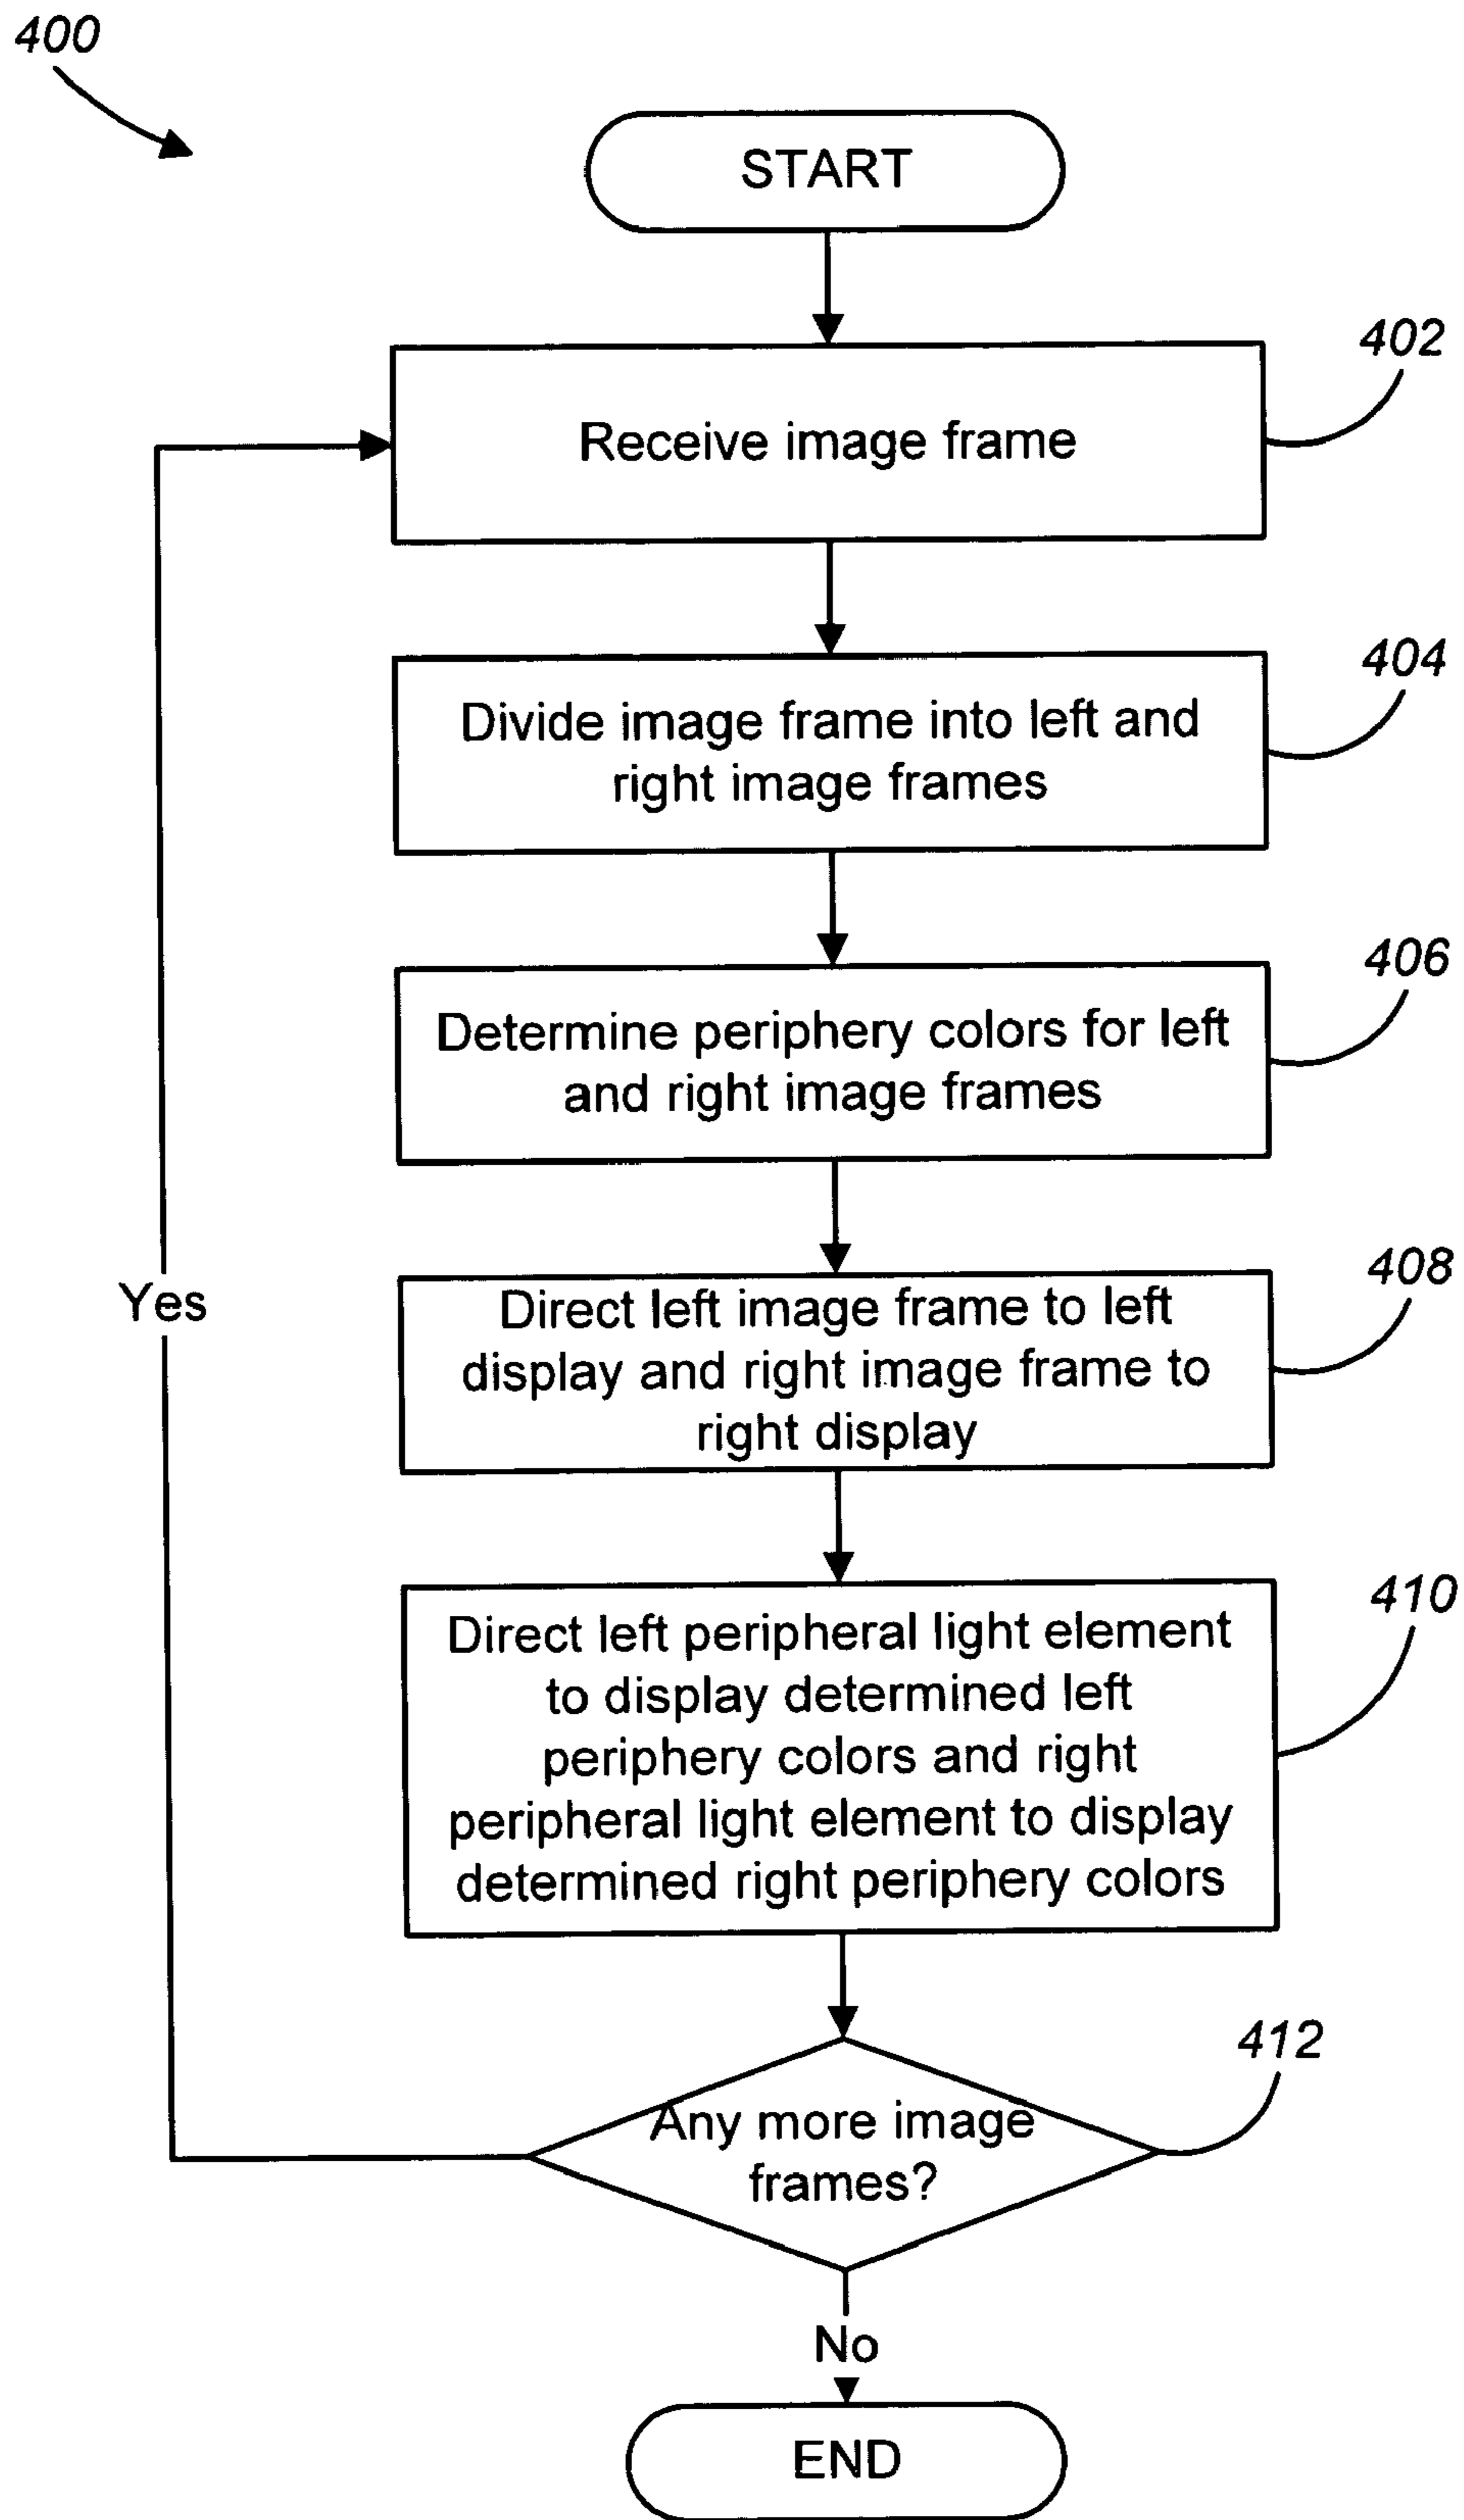 400
START
402
Receive image frame
404
Divide image frame into left and
right image frames
406
Determine periphery colors for left
and right image frames
408
Direct left image frame to left
display and right image frame to
right display
Yes
410
Direct left peripheral light element
to display determined left
periphery colors and right
peripheral light element to display
determined right periphery colors
412
Any more image
frames?
No
END